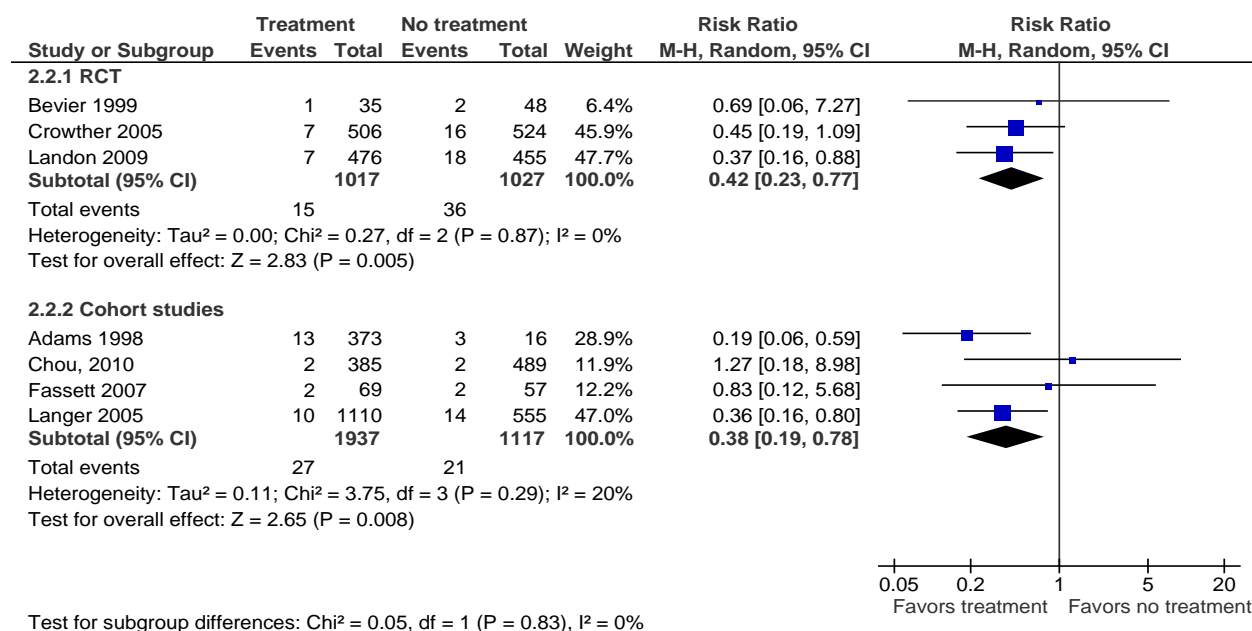 Treatment No treatment Risk Ratio Risk Ratio
Study or Subgroup Events Total Events Total Weight M-H, Random, 95% CI M-H, Random, 95% CI
2.2.1 RCT
Bevier 1999 1 35 2 48 6.4% 0.69 [0.06, 7.27]
Crowther 2005 7 506 16 524 45.9% 0.45 [0.19, 1.09]
Landon 2009 7 476 18 455 47.7% 0.37 [0.16, 0.88]
Subtotal (95% CI) 1017 1027 100.0% 0.42 [0.23, 0.77]
Total events 15 36
Heterogeneity: Tau² = 0.00; Chi² = 0.27, df = 2 (P = 0.87); I² = 0%
Test for overall effect: Z = 2.83 (P = 0.005)
2.2.2 Cohort studies
Adams 1998 13 373 3 16 28.9% 0.19 [0.06, 0.59]
Chou, 2010 2 385 2 489 11.9% 1.27 [0.18, 8.98]
Fassett 2007 2 69 2 57 12.2% 0.83 [0.12, 5.68]
Langer 2005 10 1110 14 555 47.0% 0.36 [0.16, 0.80]
Subtotal (95% CI) 1937 1117 100.0% 0.38 [0.19, 0.78]
Total events 27 21
Heterogeneity: Tau² = 0.11; Chi² = 3.75, df = 3 (P = 0.29); I² = 20%
Test for overall effect: Z = 2.65 (P = 0.008)
0.05 0.2 1 5 20
Favors treatment Favors no treatment
Test for subgroup differences: Chi² = 0.05, df = 1 (P = 0.83), I² = 0%